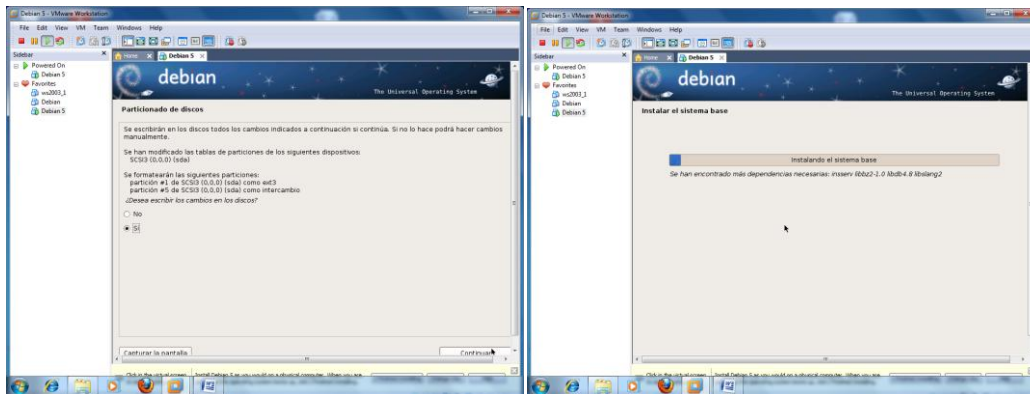 Debian 5 - VMware Workstation
File Edit View VM Team Windows Help
Sidebar
Powered On
Debian 5
Favorites
ws2003_1
Debian
Debian 5
Home
Debian 5
debian
The Universal Operating System
Particionado de discos
Se escribirán en los discos todos los cambios indicados a continuación si continúa. Si no lo hace podrá hacer cambios
manualmente.
Se han modificado las tablas de particiones de los siguientes dispositivos:
SCSI3 (0,0,0) (sda)
Se formatearán las siguientes particiones:
partición #1 de SCSI3 (0,0,0) (sda) como ext3
partición #5 de SCSI3 (0,0,0) (sda) como intercambio
¿Desea escribir los cambios en los discos?
No
Sí
Capturar la pantalla
Continuar
Debian 5 - VMware Workstation
File Edit View VM Team Windows Help
Sidebar
Powered On
Debian 5
Favorites
ws2003_1
Debian
Debian 5
Home
Debian 5
debian
The Universal Operating System
Instalar el sistema base
Instalando el sistema base
Se han encontrado más dependencias necesarias: insserv libbz2-1.0 libdb4.8 libslang2